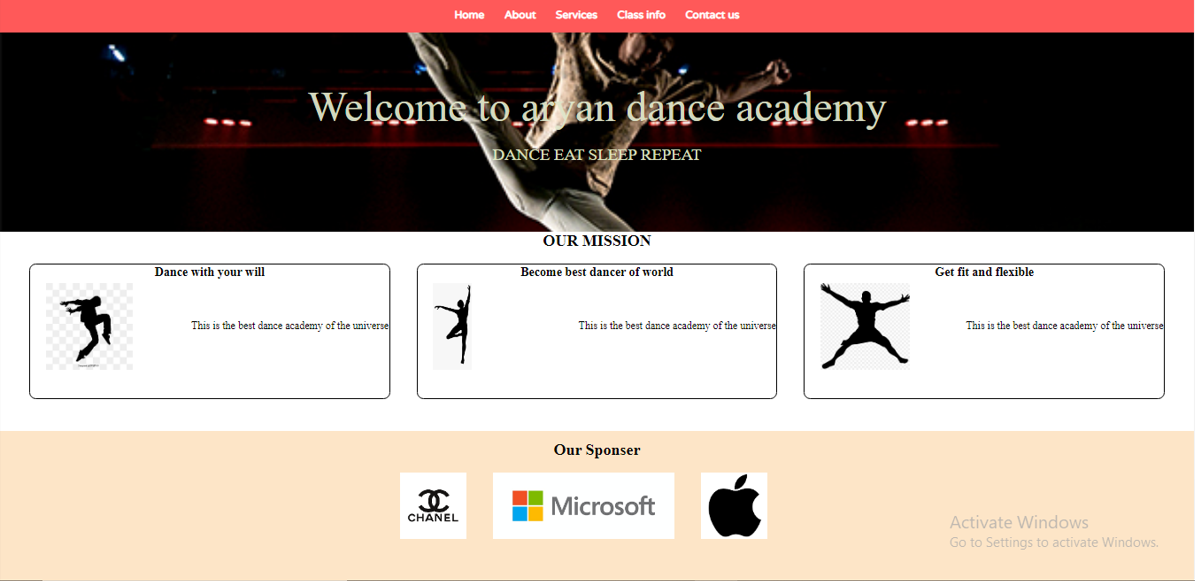 Home About Services Class info Contact us
Welcome to aryan dance academy
DANCE EAT SLEEP REPEAT
OUR MISSION
Dance with your will
This is the best dance academy of the universe
Become best dancer of world
This is the best dance academy of the universe
Get fit and flexible
This is the best dance academy of the universe
Our Sponser
CHANEL
Microsoft
Activate Windows
Go to Settings to activate Windows.